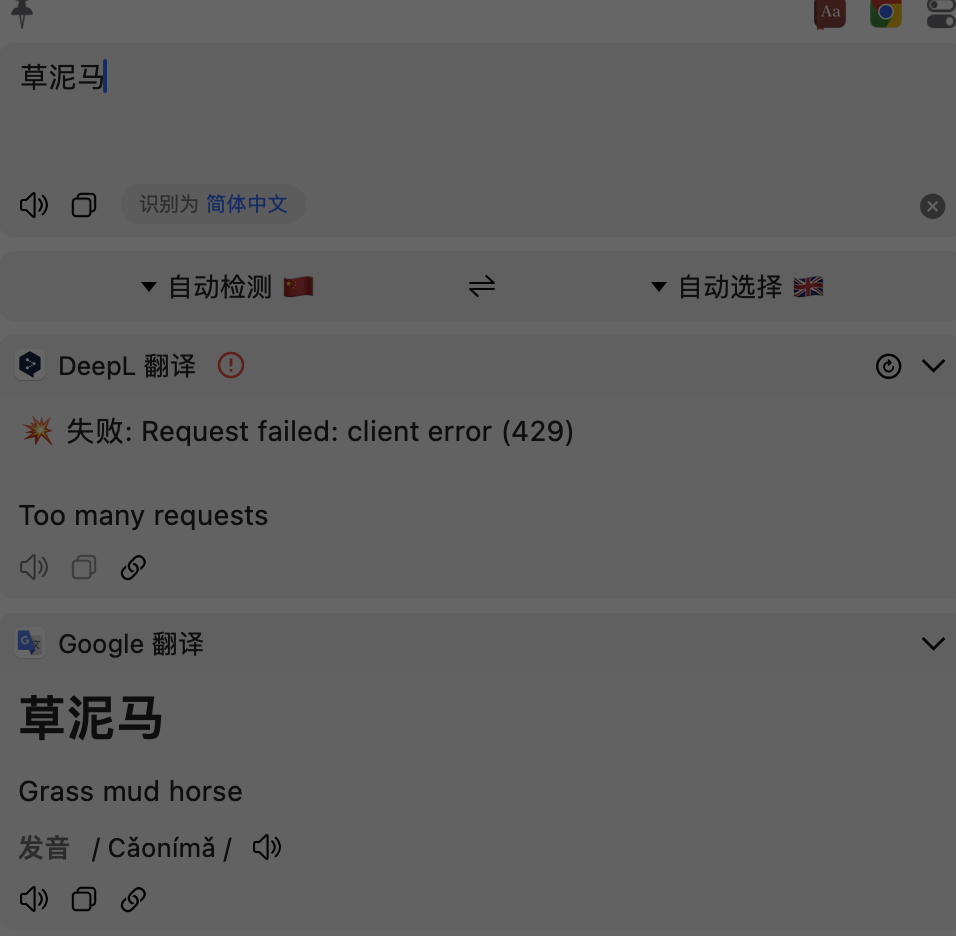 Aa
草泥马
识别为 简体中文
自动检测 自动选择
DeepL 翻译
失败: Request failed: client error (429)
Too many requests
Google 翻译
草泥马
Grass mud horse
发音 / Cǎonímǎ /